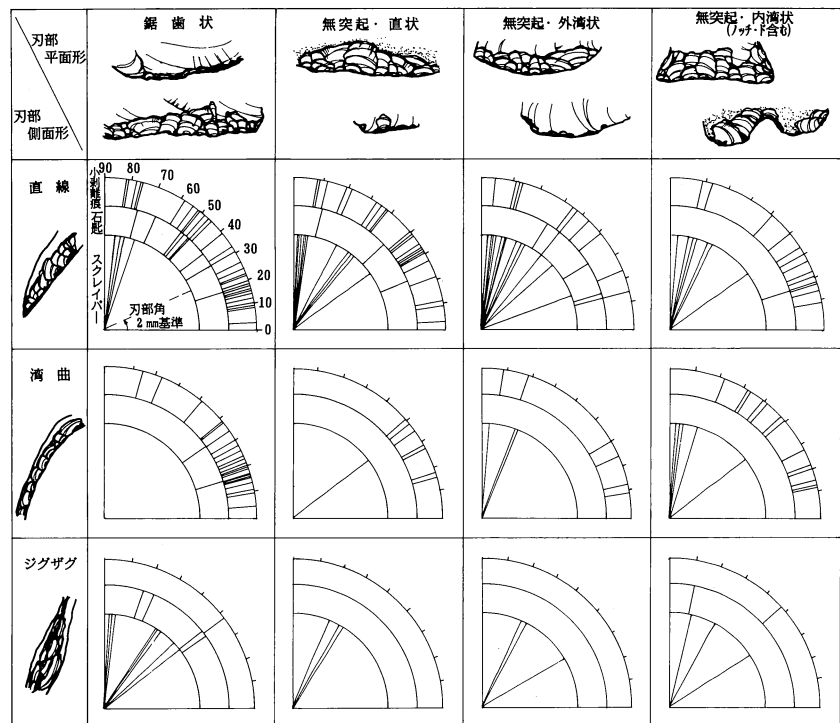 刃部
平面形
刃部
側面形
鋸歯状
無突起・直状
無突起・外湾状
無突起・内湾状
(ノッチ・ド含む)
直線
90
80
70
60
50
40
30
20
10
0
小剥離痕
石匙
スクレイパー
刃部角
2mm基準
湾曲
ジグザグ